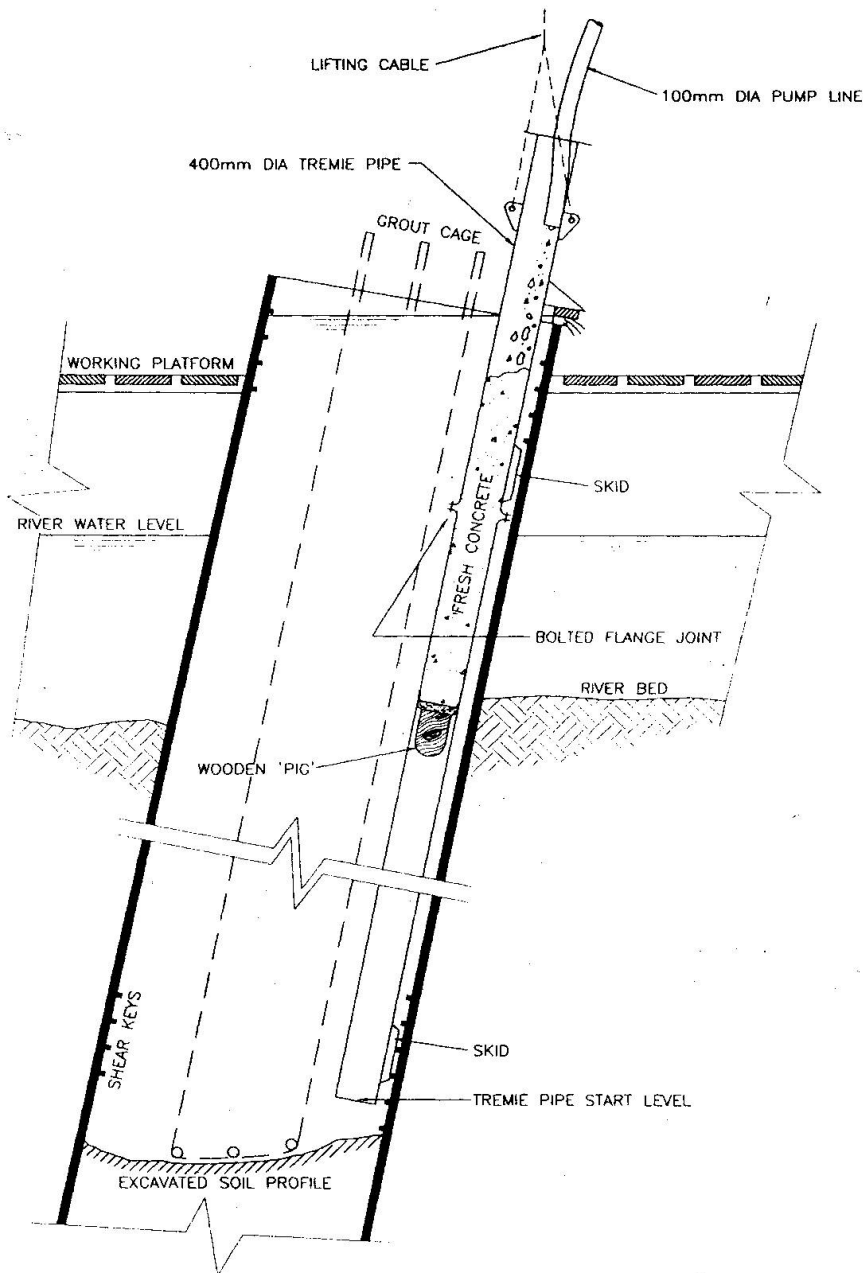 LIFTING CABLE
100mm DIA PUMP LINE
400mm DIA TREMIE PIPE
GROUT CAGE
WORKING PLATFORM
SKID
RIVER WATER LEVEL
FRESH CONCRETE
BOLTED FLANGE JOINT
RIVER BED
WOODEN 'PIG'
SHEAR KEYS
SKID
TREMIE PIPE START LEVEL
EXCAVATED SOIL PROFILE